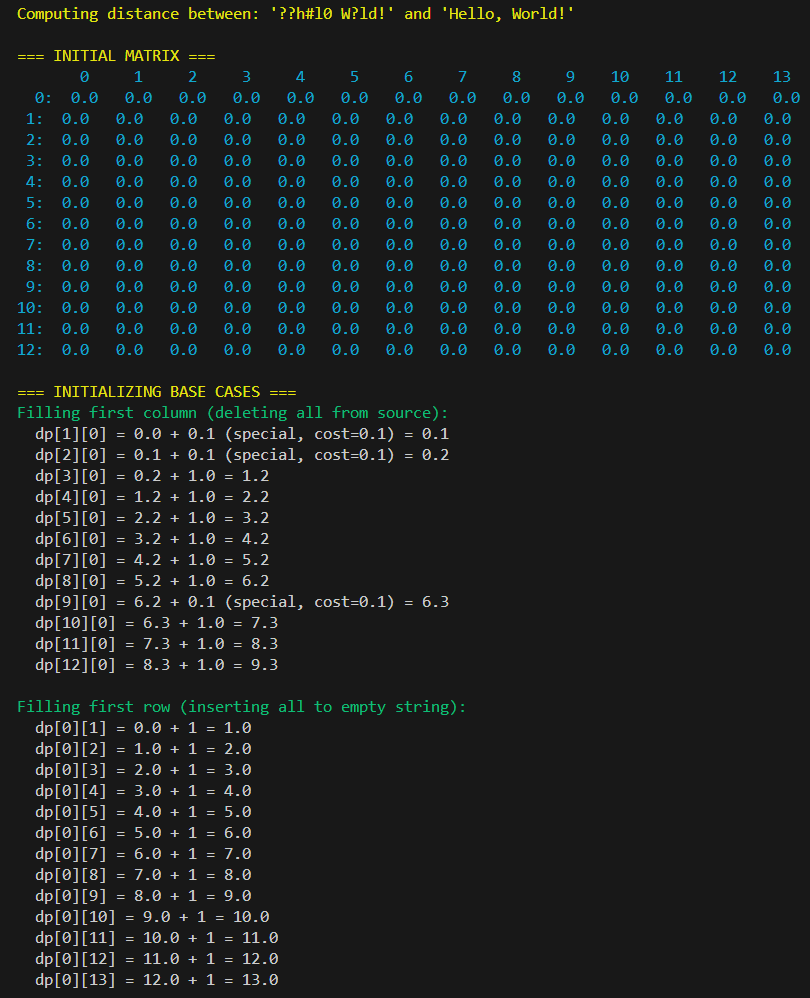 Computing distance between: '??h#l0 W?ld!' and 'Hello, World!'

=== INITIAL MATRIX ===
       0     1     2     3     4     5     6     7     8     9    10    11    12    13
  0:  0.0   0.0   0.0   0.0   0.0   0.0   0.0   0.0   0.0   0.0   0.0   0.0   0.0   0.0
 1:  0.0   0.0   0.0   0.0   0.0   0.0   0.0   0.0   0.0   0.0   0.0   0.0   0.0   0.0
 2:  0.0   0.0   0.0   0.0   0.0   0.0   0.0   0.0   0.0   0.0   0.0   0.0   0.0   0.0
 3:  0.0   0.0   0.0   0.0   0.0   0.0   0.0   0.0   0.0   0.0   0.0   0.0   0.0   0.0
 4:  0.0   0.0   0.0   0.0   0.0   0.0   0.0   0.0   0.0   0.0   0.0   0.0   0.0   0.0
 5:  0.0   0.0   0.0   0.0   0.0   0.0   0.0   0.0   0.0   0.0   0.0   0.0   0.0   0.0
 6:  0.0   0.0   0.0   0.0   0.0   0.0   0.0   0.0   0.0   0.0   0.0   0.0   0.0   0.0
 7:  0.0   0.0   0.0   0.0   0.0   0.0   0.0   0.0   0.0   0.0   0.0   0.0   0.0   0.0
 8:  0.0   0.0   0.0   0.0   0.0   0.0   0.0   0.0   0.0   0.0   0.0   0.0   0.0   0.0
 9:  0.0   0.0   0.0   0.0   0.0   0.0   0.0   0.0   0.0   0.0   0.0   0.0   0.0   0.0
10:  0.0   0.0   0.0   0.0   0.0   0.0   0.0   0.0   0.0   0.0   0.0   0.0   0.0   0.0
11:  0.0   0.0   0.0   0.0   0.0   0.0   0.0   0.0   0.0   0.0   0.0   0.0   0.0   0.0
12:  0.0   0.0   0.0   0.0   0.0   0.0   0.0   0.0   0.0   0.0   0.0   0.0   0.0   0.0

=== INITIALIZING BASE CASES ===
Filling first column (deleting all from source):
  dp[1][0] = 0.0 + 0.1 (special, cost=0.1) = 0.1
  dp[2][0] = 0.1 + 0.1 (special, cost=0.1) = 0.2
  dp[3][0] = 0.2 + 1.0 = 1.2
  dp[4][0] = 1.2 + 1.0 = 2.2
  dp[5][0] = 2.2 + 1.0 = 3.2
  dp[6][0] = 3.2 + 1.0 = 4.2
  dp[7][0] = 4.2 + 1.0 = 5.2
  dp[8][0] = 5.2 + 1.0 = 6.2
  dp[9][0] = 6.2 + 0.1 (special, cost=0.1) = 6.3
  dp[10][0] = 6.3 + 1.0 = 7.3
  dp[11][0] = 7.3 + 1.0 = 8.3
  dp[12][0] = 8.3 + 1.0 = 9.3

Filling first row (inserting all to empty string):
  dp[0][1] = 0.0 + 1 = 1.0
  dp[0][2] = 1.0 + 1 = 2.0
  dp[0][3] = 2.0 + 1 = 3.0
  dp[0][4] = 3.0 + 1 = 4.0
  dp[0][5] = 4.0 + 1 = 5.0
  dp[0][6] = 5.0 + 1 = 6.0
  dp[0][7] = 6.0 + 1 = 7.0
  dp[0][8] = 7.0 + 1 = 8.0
  dp[0][9] = 8.0 + 1 = 9.0
  dp[0][10] = 9.0 + 1 = 10.0
  dp[0][11] = 10.0 + 1 = 11.0
  dp[0][12] = 11.0 + 1 = 12.0
  dp[0][13] = 12.0 + 1 = 13.0